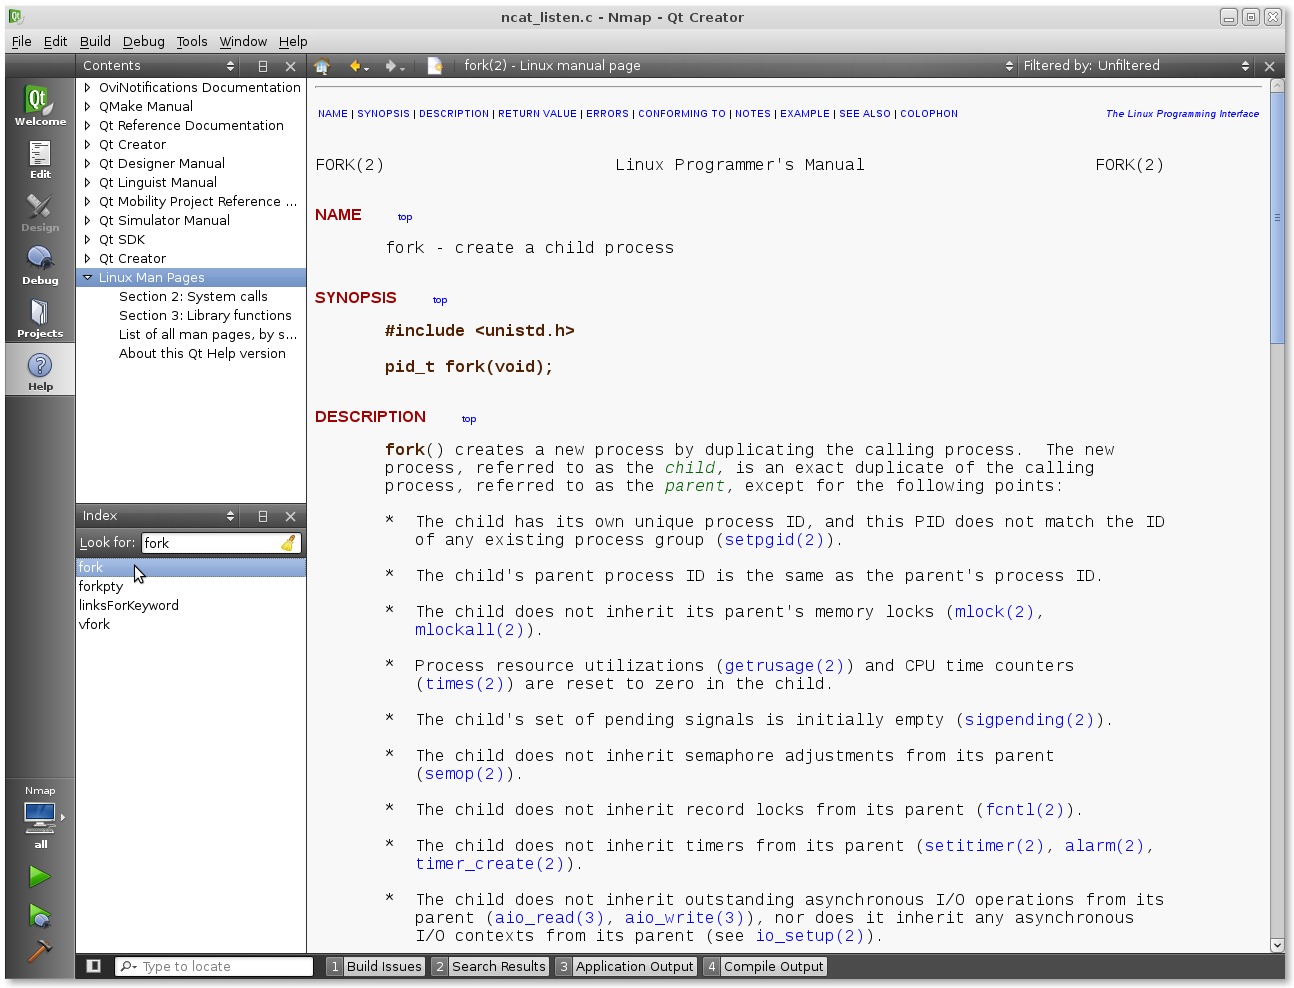 ncat_listen.c - Nmap - Qt Creator
File Edit Build Debug Tools Window Help
Contents
fork(2) - Linux manual page
Filtered by: Unfiltered
Welcome
Edit
Design
Debug
Projects
Help
OviNotifications Documentation
QMake Manual
Qt Reference Documentation
Qt Creator
Qt Designer Manual
Qt Linguist Manual
Qt Mobility Project Reference ...
Qt Simulator Manual
Qt SDK
Qt Creator
Linux Man Pages
Section 2: System calls
Section 3: Library functions
List of all man pages, by s...
About this Qt Help version
Index
Look for: fork
fork
forkpty
linksForKeyword
vfork
NAME | SYNOPSIS | DESCRIPTION | RETURN VALUE | ERRORS | CONFORMING TO | NOTES | EXAMPLE | SEE ALSO | COLOPHON
The Linux Programming Interface
FORK(2) Linux Programmer's Manual FORK(2)
NAME top
fork - create a child process
SYNOPSIS top
#include <unistd.h>
pid_t fork(void);
DESCRIPTION top
fork() creates a new process by duplicating the calling process. The new
process, referred to as the child, is an exact duplicate of the calling
process, referred to as the parent, except for the following points:
* The child has its own unique process ID, and this PID does not match the ID
of any existing process group (setpgid(2)).
* The child's parent process ID is the same as the parent's process ID.
* The child does not inherit its parent's memory locks (mlock(2),
mlockall(2)).
* Process resource utilizations (getrusage(2)) and CPU time counters
(times(2)) are reset to zero in the child.
* The child's set of pending signals is initially empty (sigpending(2)).
* The child does not inherit semaphore adjustments from its parent
(semop(2)).
* The child does not inherit record locks from its parent (fcntl(2)).
* The child does not inherit timers from its parent (setitimer(2), alarm(2),
timer_create(2)).
* The child does not inherit outstanding asynchronous I/O operations from its
parent (aio_read(3), aio_write(3)), nor does it inherit any asynchronous
I/O contexts from its parent (see io_setup(2)).
Nmap
all
Type to locate
1 Build Issues 2 Search Results 3 Application Output 4 Compile Output